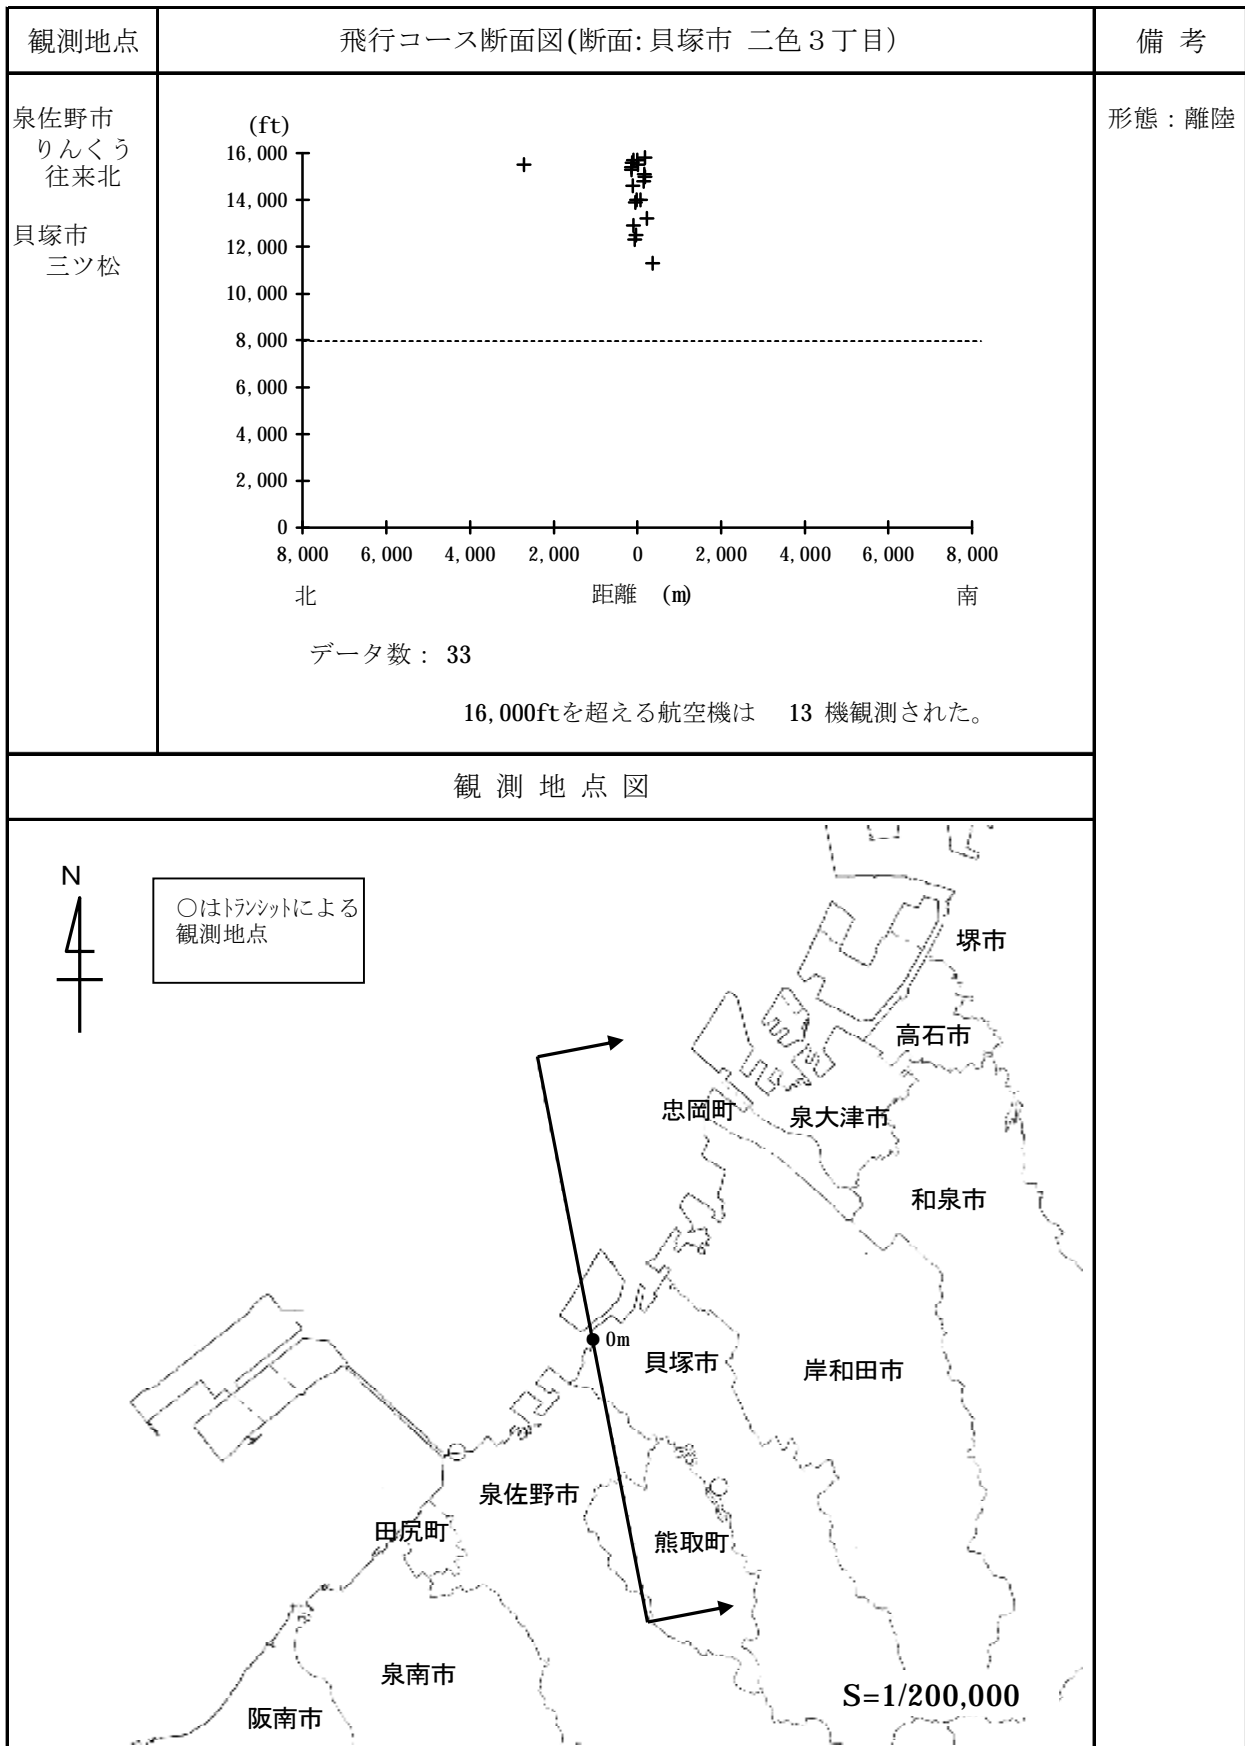 観測地点
飛行コース断面図(断面:貝塚市 二色３丁目)
備 考
泉佐野市
りんくう
往来北
貝塚市
三ツ松
形態：離陸
(ft)
16,000
14,000
12,000
10,000
8,000
6,000
4,000
2,000
0
8,000 6,000 4,000 2,000 0 2,000 4,000 6,000 8,000
北 距離 (m) 南
データ数： 33
16,000ftを超える航空機は 13 機観測された。
観 測 地 点 図
N
○はﾄﾗﾝｼｯﾄによる
観測地点
堺市
高石市
忠岡町
泉大津市
和泉市
0m
貝塚市
岸和田市
泉佐野市
田尻町
熊取町
泉南市
阪南市
S=1/200,000